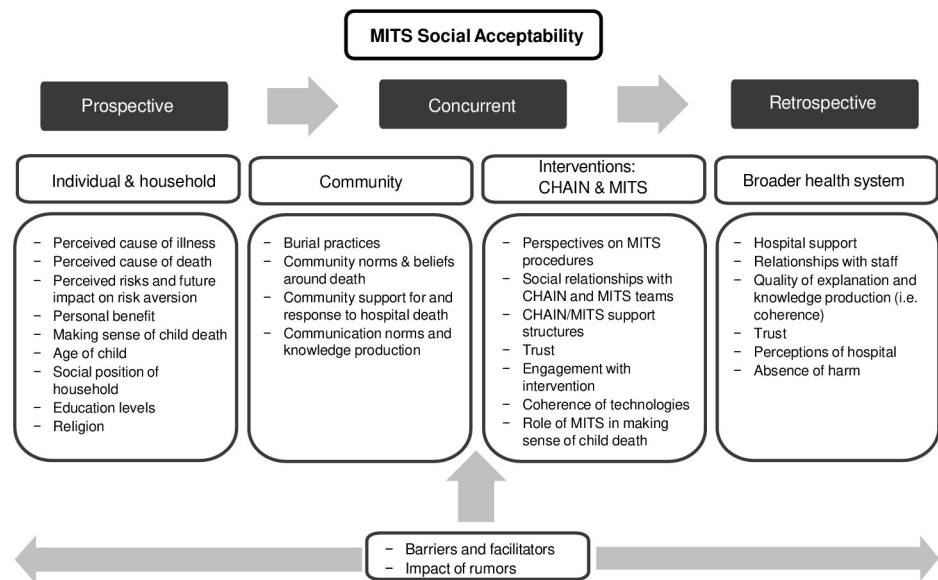 MITS Social Acceptability
Prospective
Concurrent
Retrospective
Individual & household
Community
Interventions:
CHAIN & MITS
Broader health system
− Perceived cause of illness
− Perceived cause of death
− Perceived risks and future
impact on risk aversion
− Personal benefit
− Making sense of child death
− Age of child
− Social position of
household
− Education levels
− Religion
− Burial practices
− Community norms & beliefs
around death
− Community support for and
response to hospital death
− Communication norms and
knowledge production
− Perspectives on MITS
procedures
− Social relationships with
CHAIN and MITS teams
− CHAIN/MITS support
structures
− Trust
− Engagement with
intervention
− Coherence of technologies
− Role of MITS in making
sense of child death
− Hospital support
− Relationships with staff
− Quality of explanation and
knowledge production (i.e.
coherence)
− Trust
− Perceptions of hospital
− Absence of harm
− Barriers and facilitators
− Impact of rumors